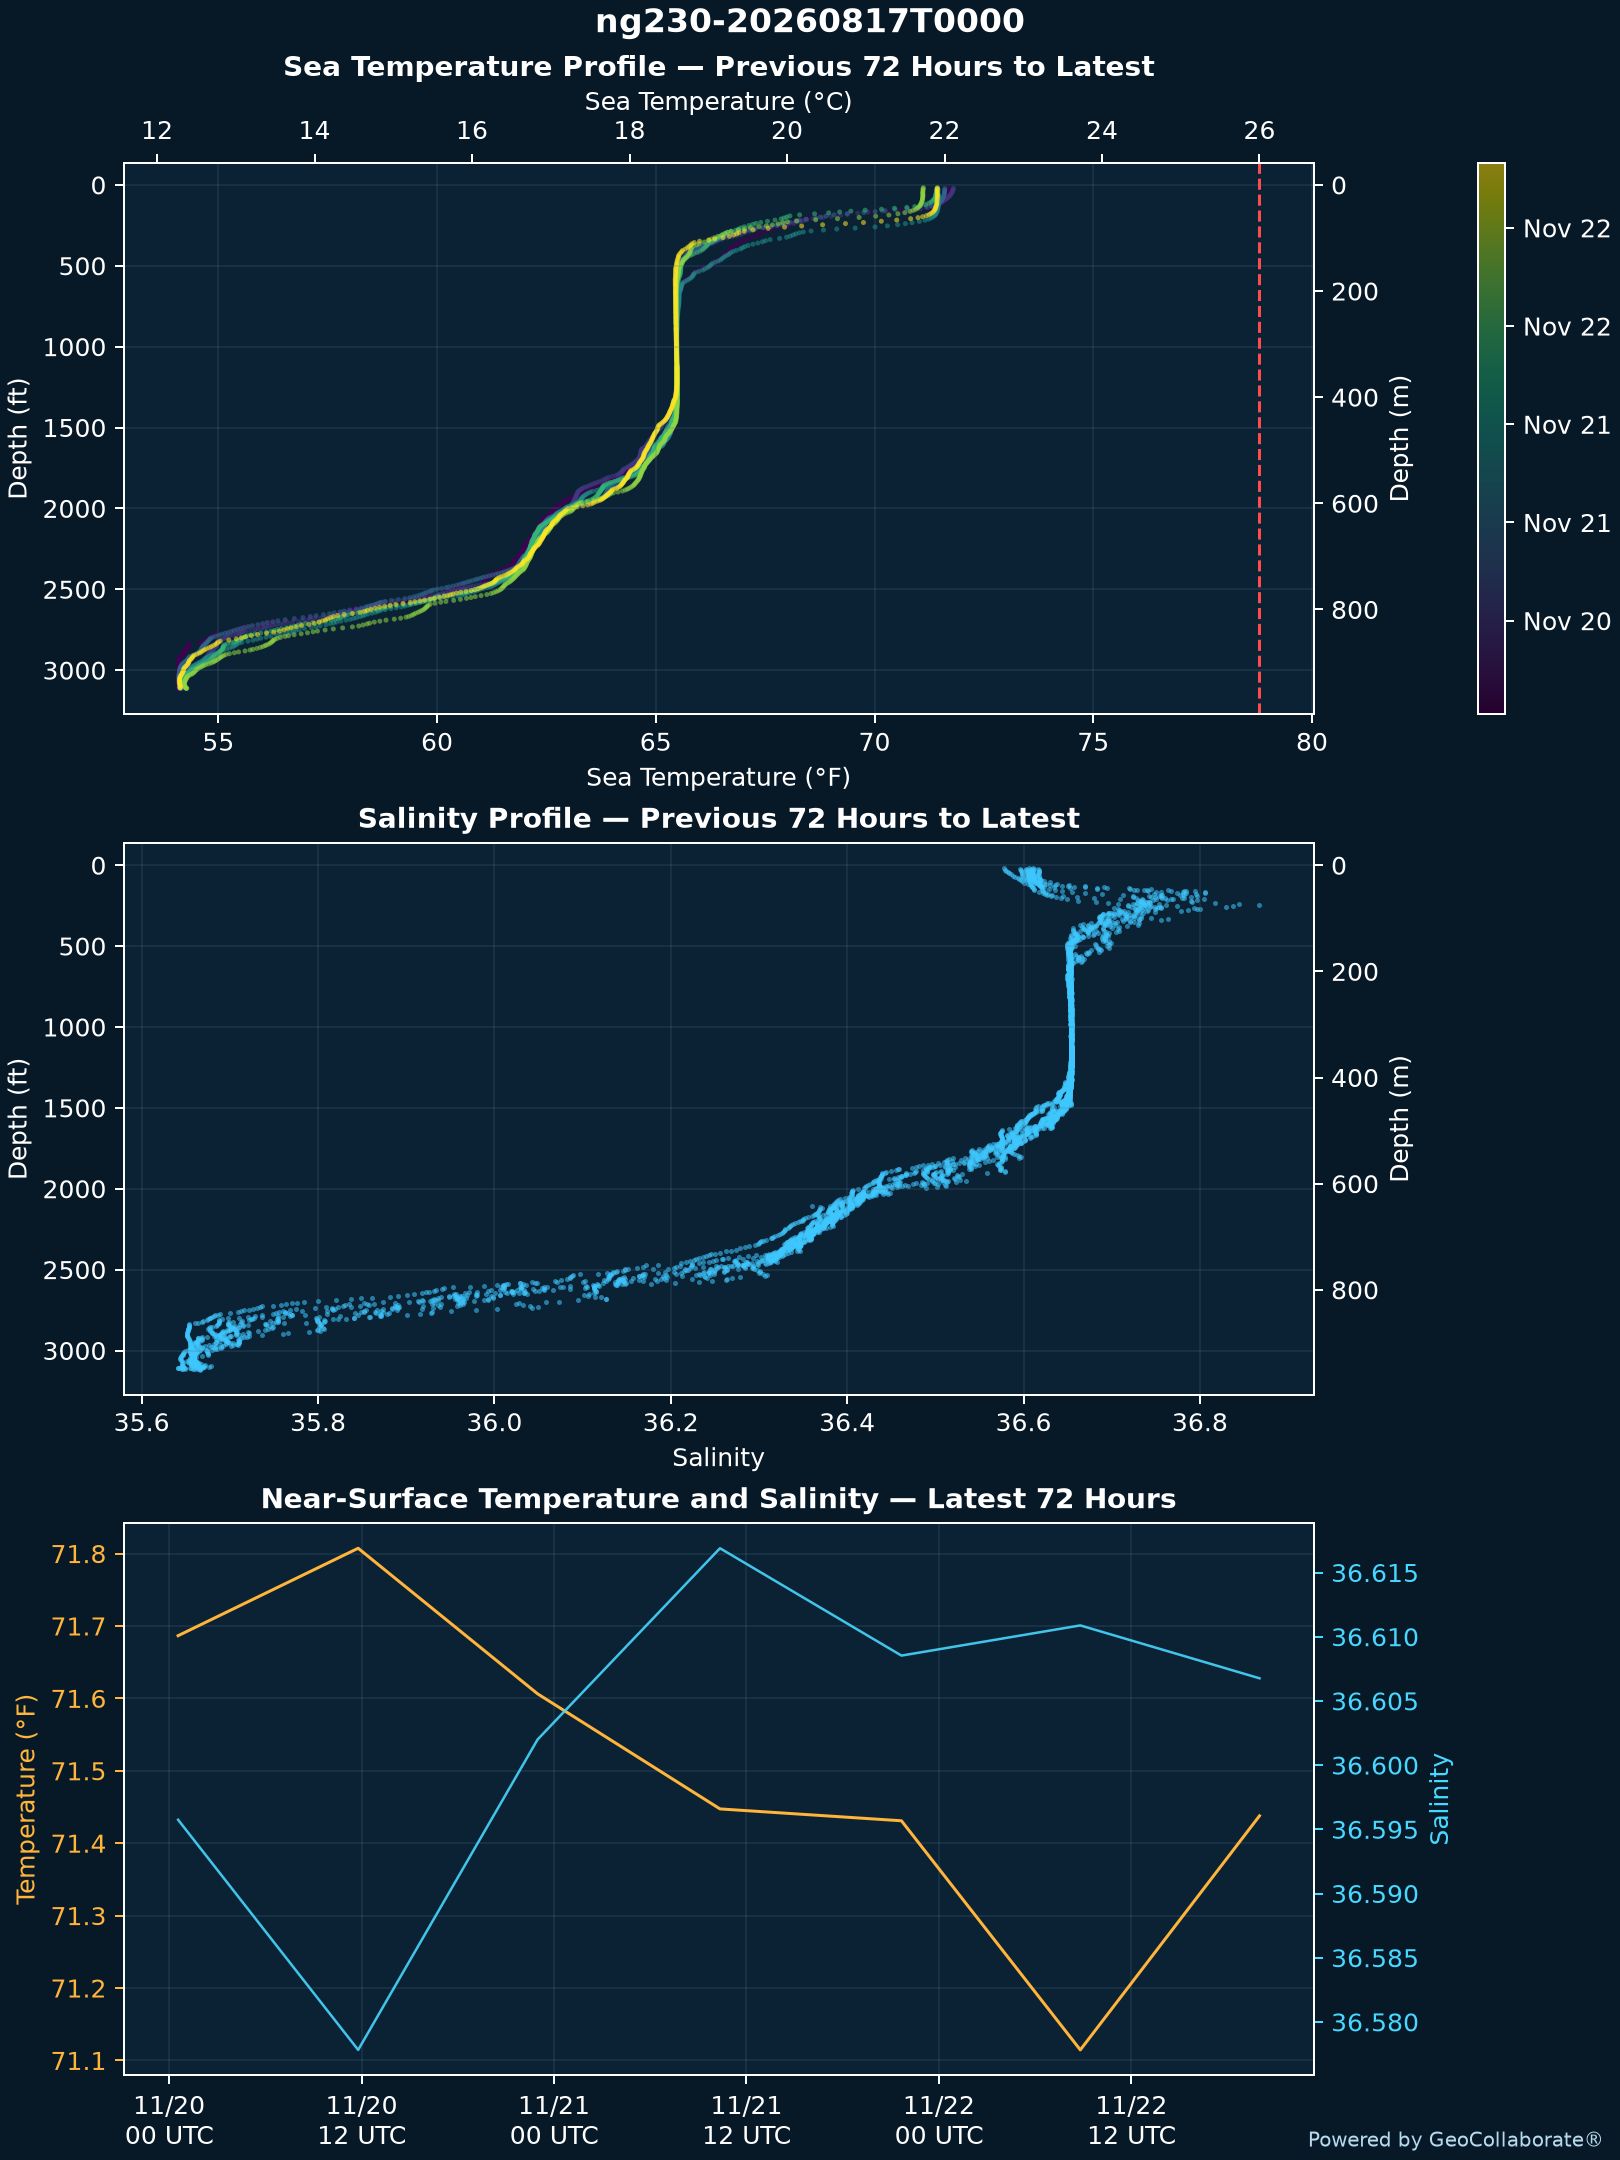 ng230-20260817T0000
Sea Temperature Profile — Previous 72 Hours to Latest
Sea Temperature (°C)
12 14 16 18 20 22 24 26
0
500
1000
1500
2000
2500
3000
Depth (ft)
0
200
400
600
800
Depth (m)
Nov 22
Nov 22
Nov 21
Nov 21
Nov 20
55 60 65 70 75 80
Sea Temperature (°F)
Salinity Profile — Previous 72 Hours to Latest
0
500
1000
1500
2000
2500
3000
Depth (ft)
0
200
400
600
800
Depth (m)
35.6 35.8 36.0 36.2 36.4 36.6 36.8
Salinity
Near-Surface Temperature and Salinity — Latest 72 Hours
71.8
71.7
71.6
71.5
71.4
71.3
71.2
71.1
Temperature (°F)
36.615
36.610
36.605
36.600
36.595
36.590
36.585
36.580
Salinity
11/20 11/20 11/21 11/21 11/22 11/22
00 UTC 12 UTC 00 UTC 12 UTC 00 UTC 12 UTC
Powered by GeoCollaborate®